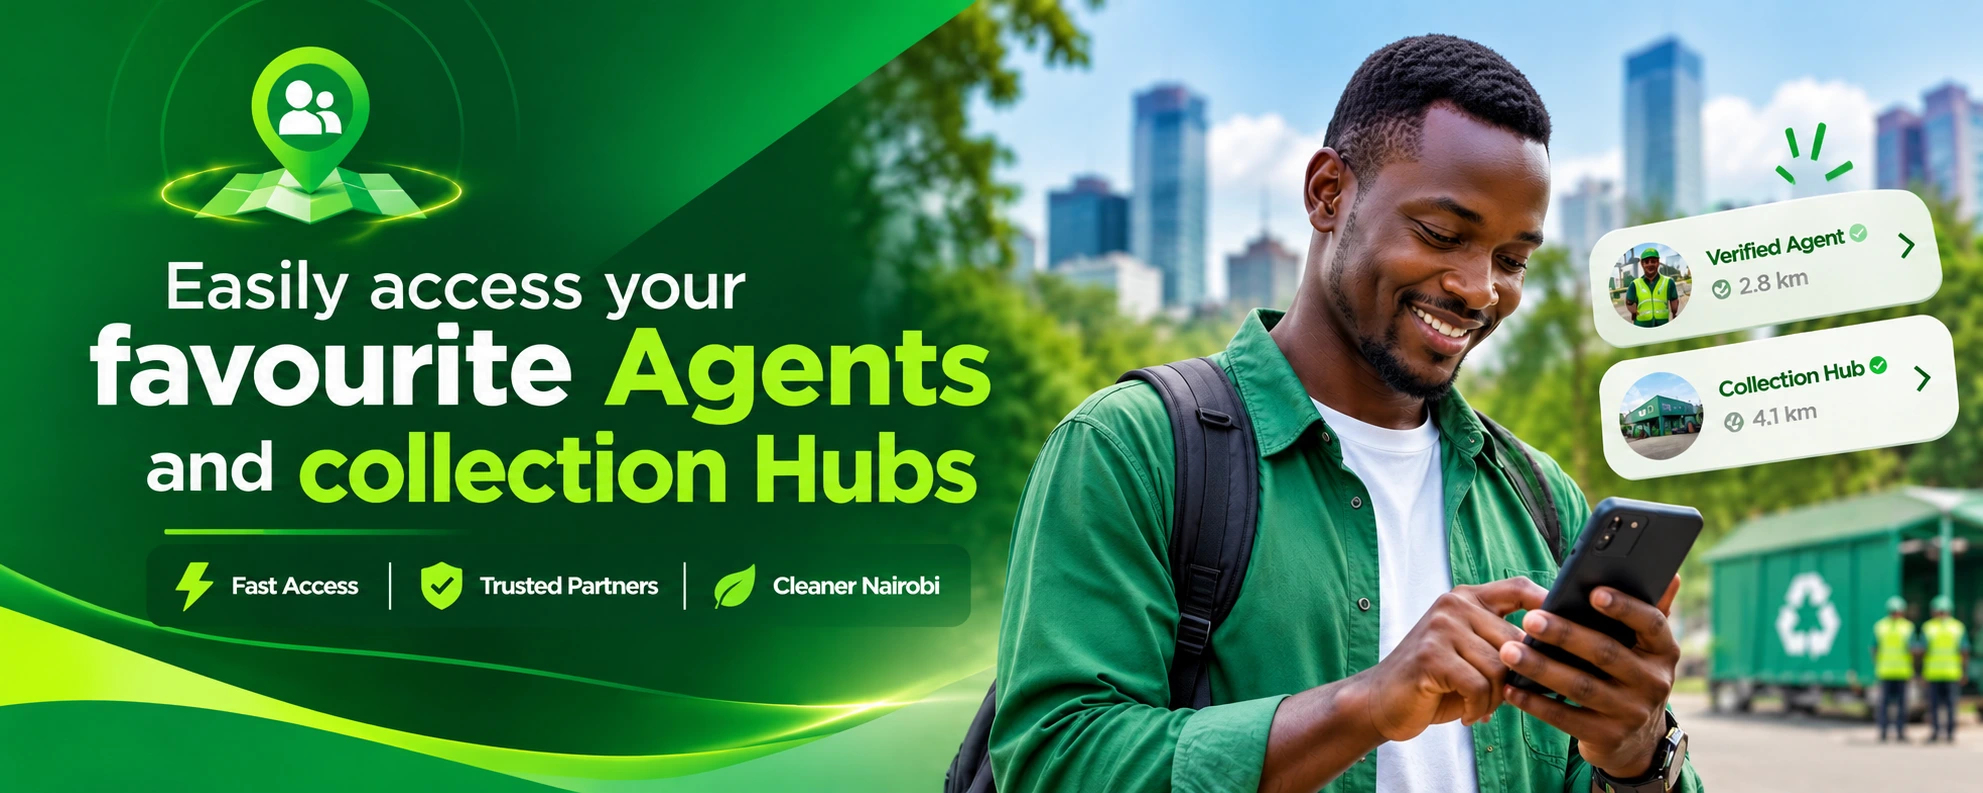 Easily access your
favourite Agents
and collection Hubs
Fast Access
Trusted Partners
Cleaner Nairobi
Verified Agent
2.8 km
Collection Hub
4.1 km